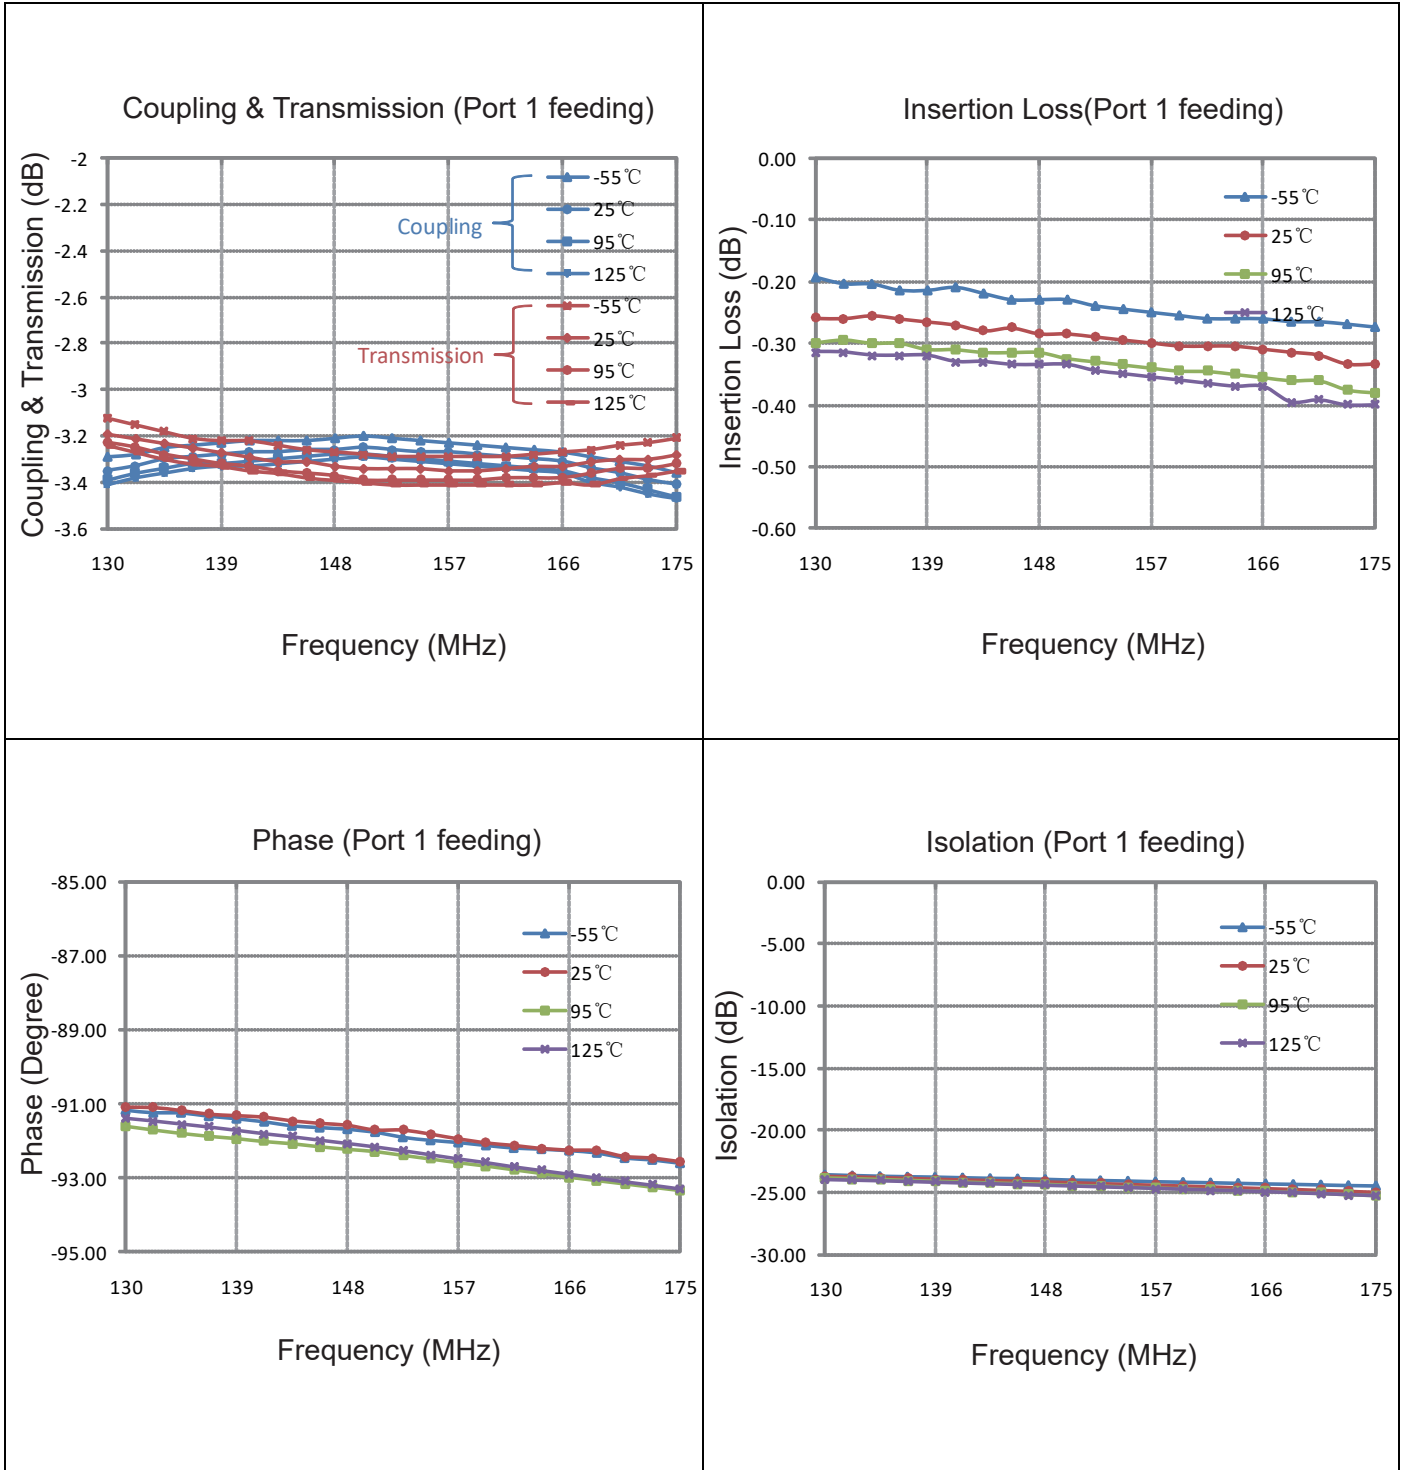 Coupling & Transmission (Port 1 feeding)
Coupling & Transmission (dB)
-2
-2.2
-2.4
-2.6
-2.8
-3
-3.2
-3.4
-3.6
Coupling
-55℃
25℃
95℃
125℃
Transmission
-55℃
25℃
95℃
125℃
130 139 148 157 166 175
Frequency (MHz)
Insertion Loss(Port 1 feeding)
Insertion Loss (dB)
0.00
-0.10
-0.20
-0.30
-0.40
-0.50
-0.60
-55℃
25℃
95℃
125℃
130 139 148 157 166 175
Frequency (MHz)
Phase (Port 1 feeding)
Phase (Degree)
-85.00
-87.00
-89.00
-91.00
-93.00
-95.00
-55℃
25℃
95℃
125℃
130 139 148 157 166 175
Frequency (MHz)
Isolation (Port 1 feeding)
Isolation (dB)
0.00
-5.00
-10.00
-15.00
-20.00
-25.00
-30.00
-55℃
25℃
95℃
125℃
130 139 148 157 166 175
Frequency (MHz)